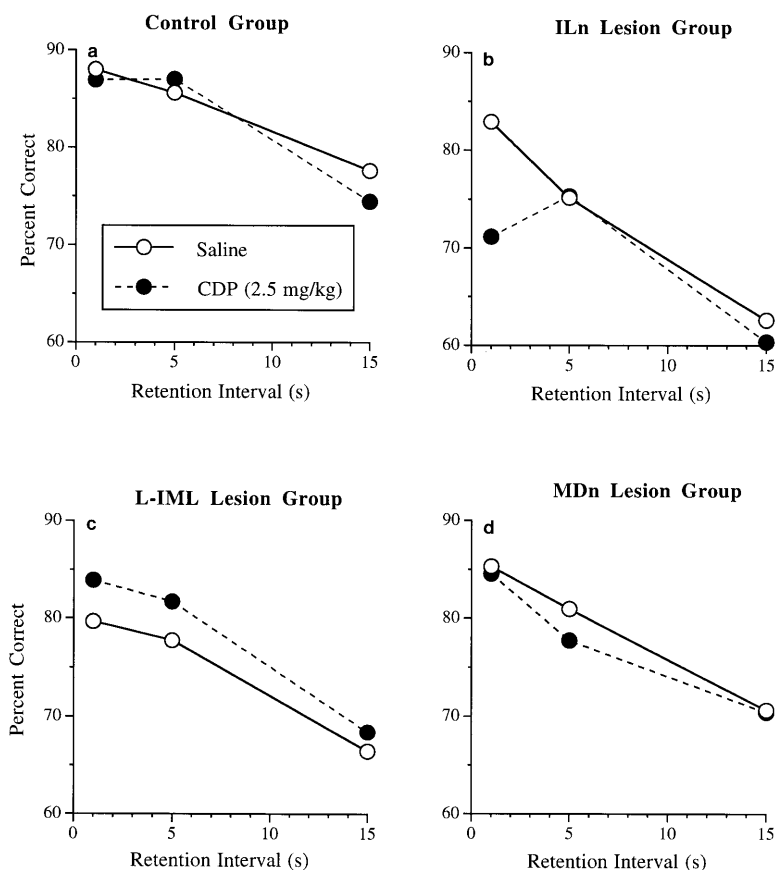 Control Group
a
90
80
70
60
Percent Correct
Saline
CDP (2.5 mg/kg)
0 5 10 15
Retention Interval (s)
ILn Lesion Group
b
90
80
70
60
0 5 10 15
Retention Interval (s)
L-IML Lesion Group
c
90
80
70
60
Percent Correct
0 5 10 15
Retention Interval (s)
MDn Lesion Group
d
90
80
70
60
0 5 10 15
Retention Interval (s)